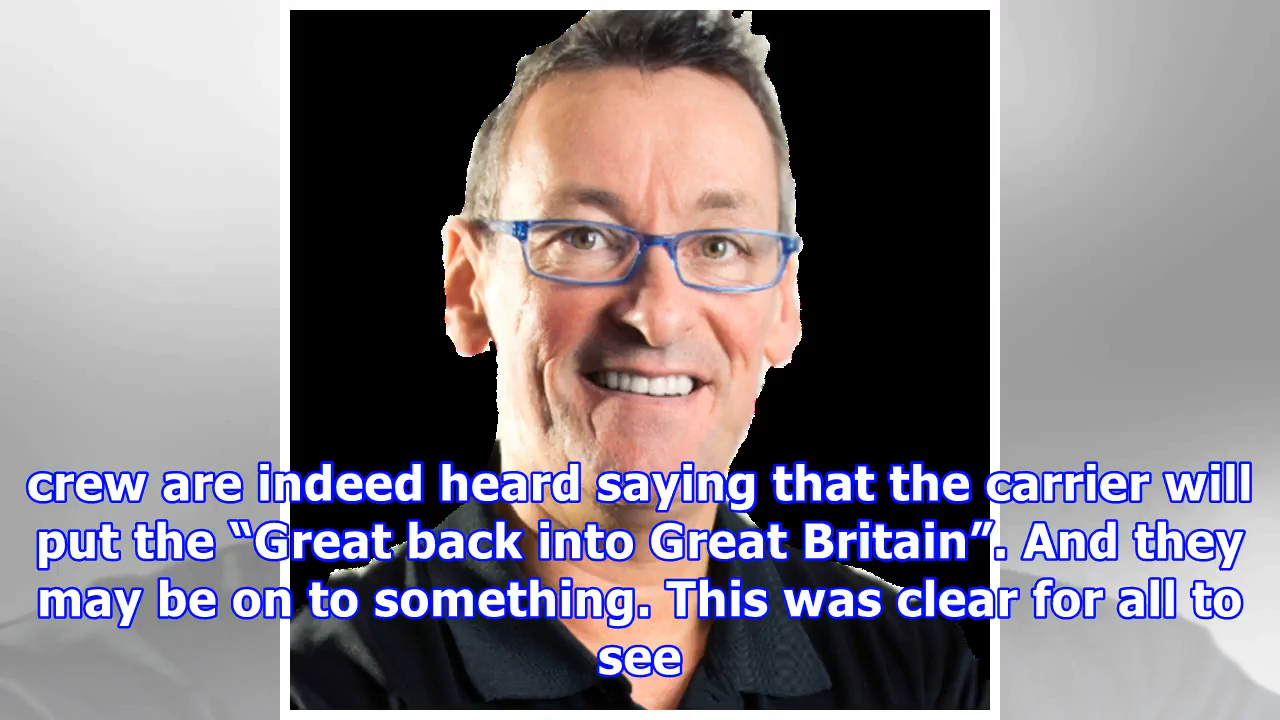 crew are indeed heard saying that the carrier will
put the “Great back into Great Britain”. And they
may be on to something. This was clear for all to
see